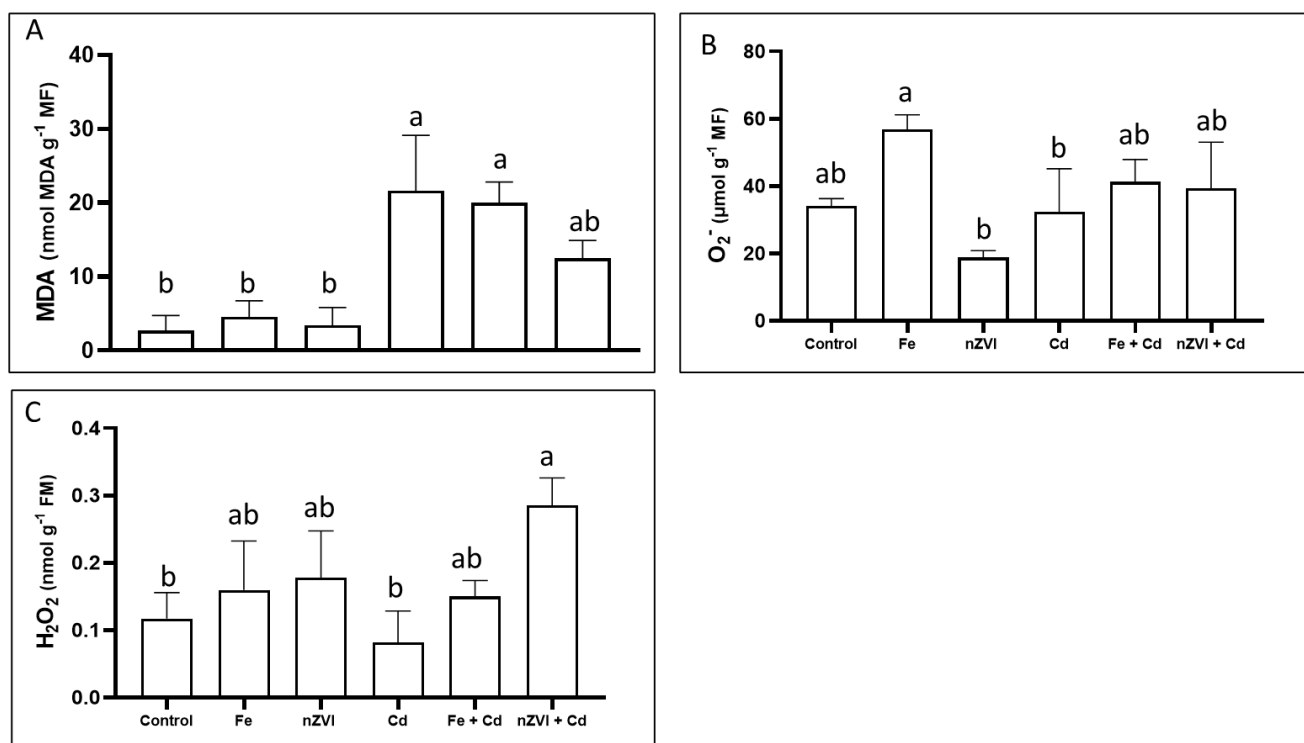 A
MDA (nmol MDA g⁻¹ MF)
40
30
20
10
0
b
b
b
a
a
ab
B
O₂⁻ (µmol g⁻¹ MF)
80
60
40
20
0
ab
a
b
b
ab
ab
Control Fe nZVI Cd Fe + Cd nZVI + Cd
C
H₂O₂ (nmol g⁻¹ FM)
0.4
0.3
0.2
0.1
0.0
b
ab
ab
b
ab
a
Control Fe nZVI Cd Fe + Cd nZVI + Cd